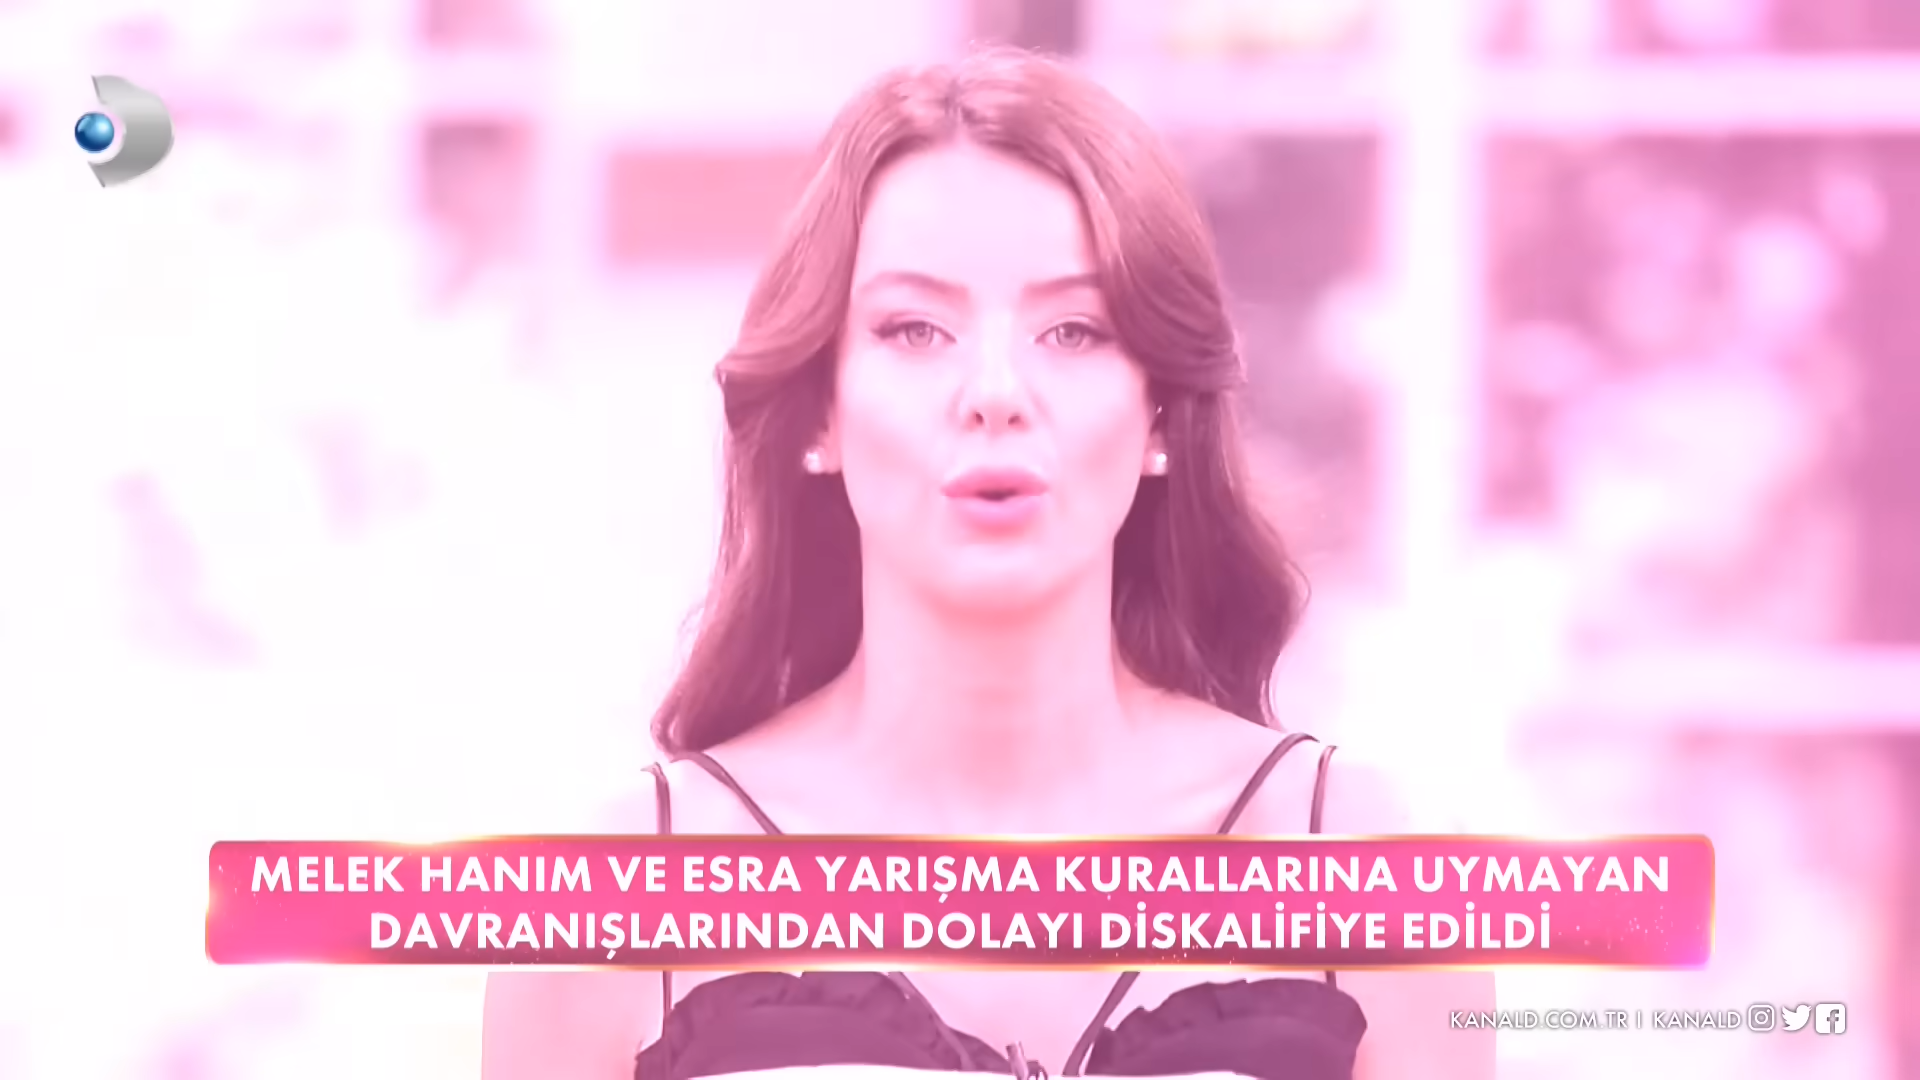 MELEK HANIM VE ESRA YARIŞMA KURALLARINA UYMAYAN
DAVRANIŞLARINDAN DOLAYI DİSKALİFİYE EDİLDİ
KANALD.COM.TR | KANALD